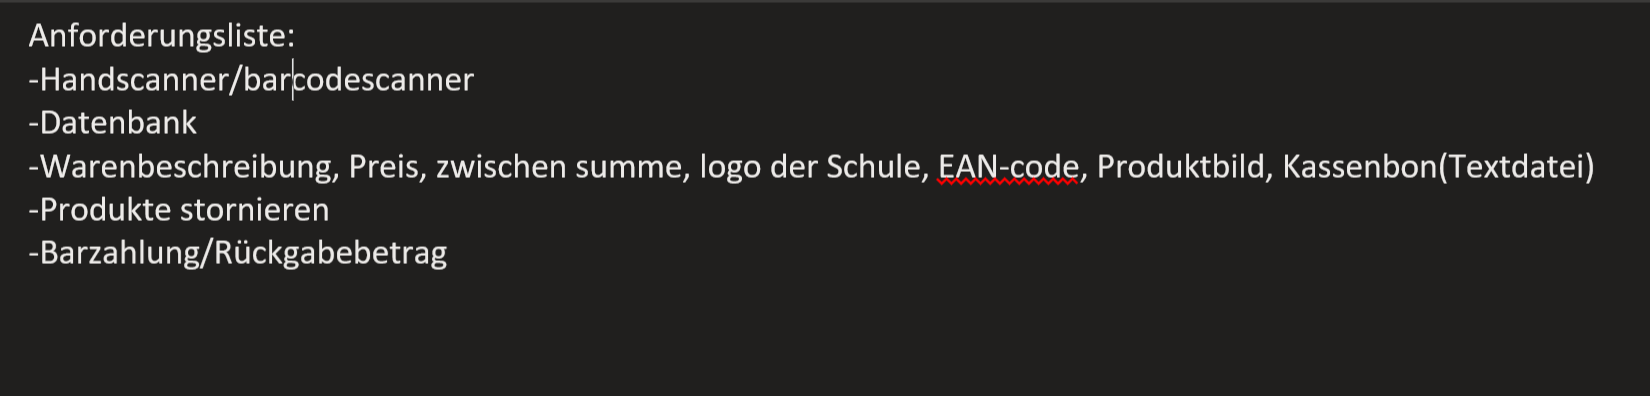 Anforderungsliste:
-Handscanner/barcodescanner
-Datenbank
-Warenbeschreibung, Preis, zwischen summe, logo der Schule, EAN-code, Produktbild, Kassenbon(Textdatei)
-Produkte stornieren
-Barzahlung/Rückgabebetrag